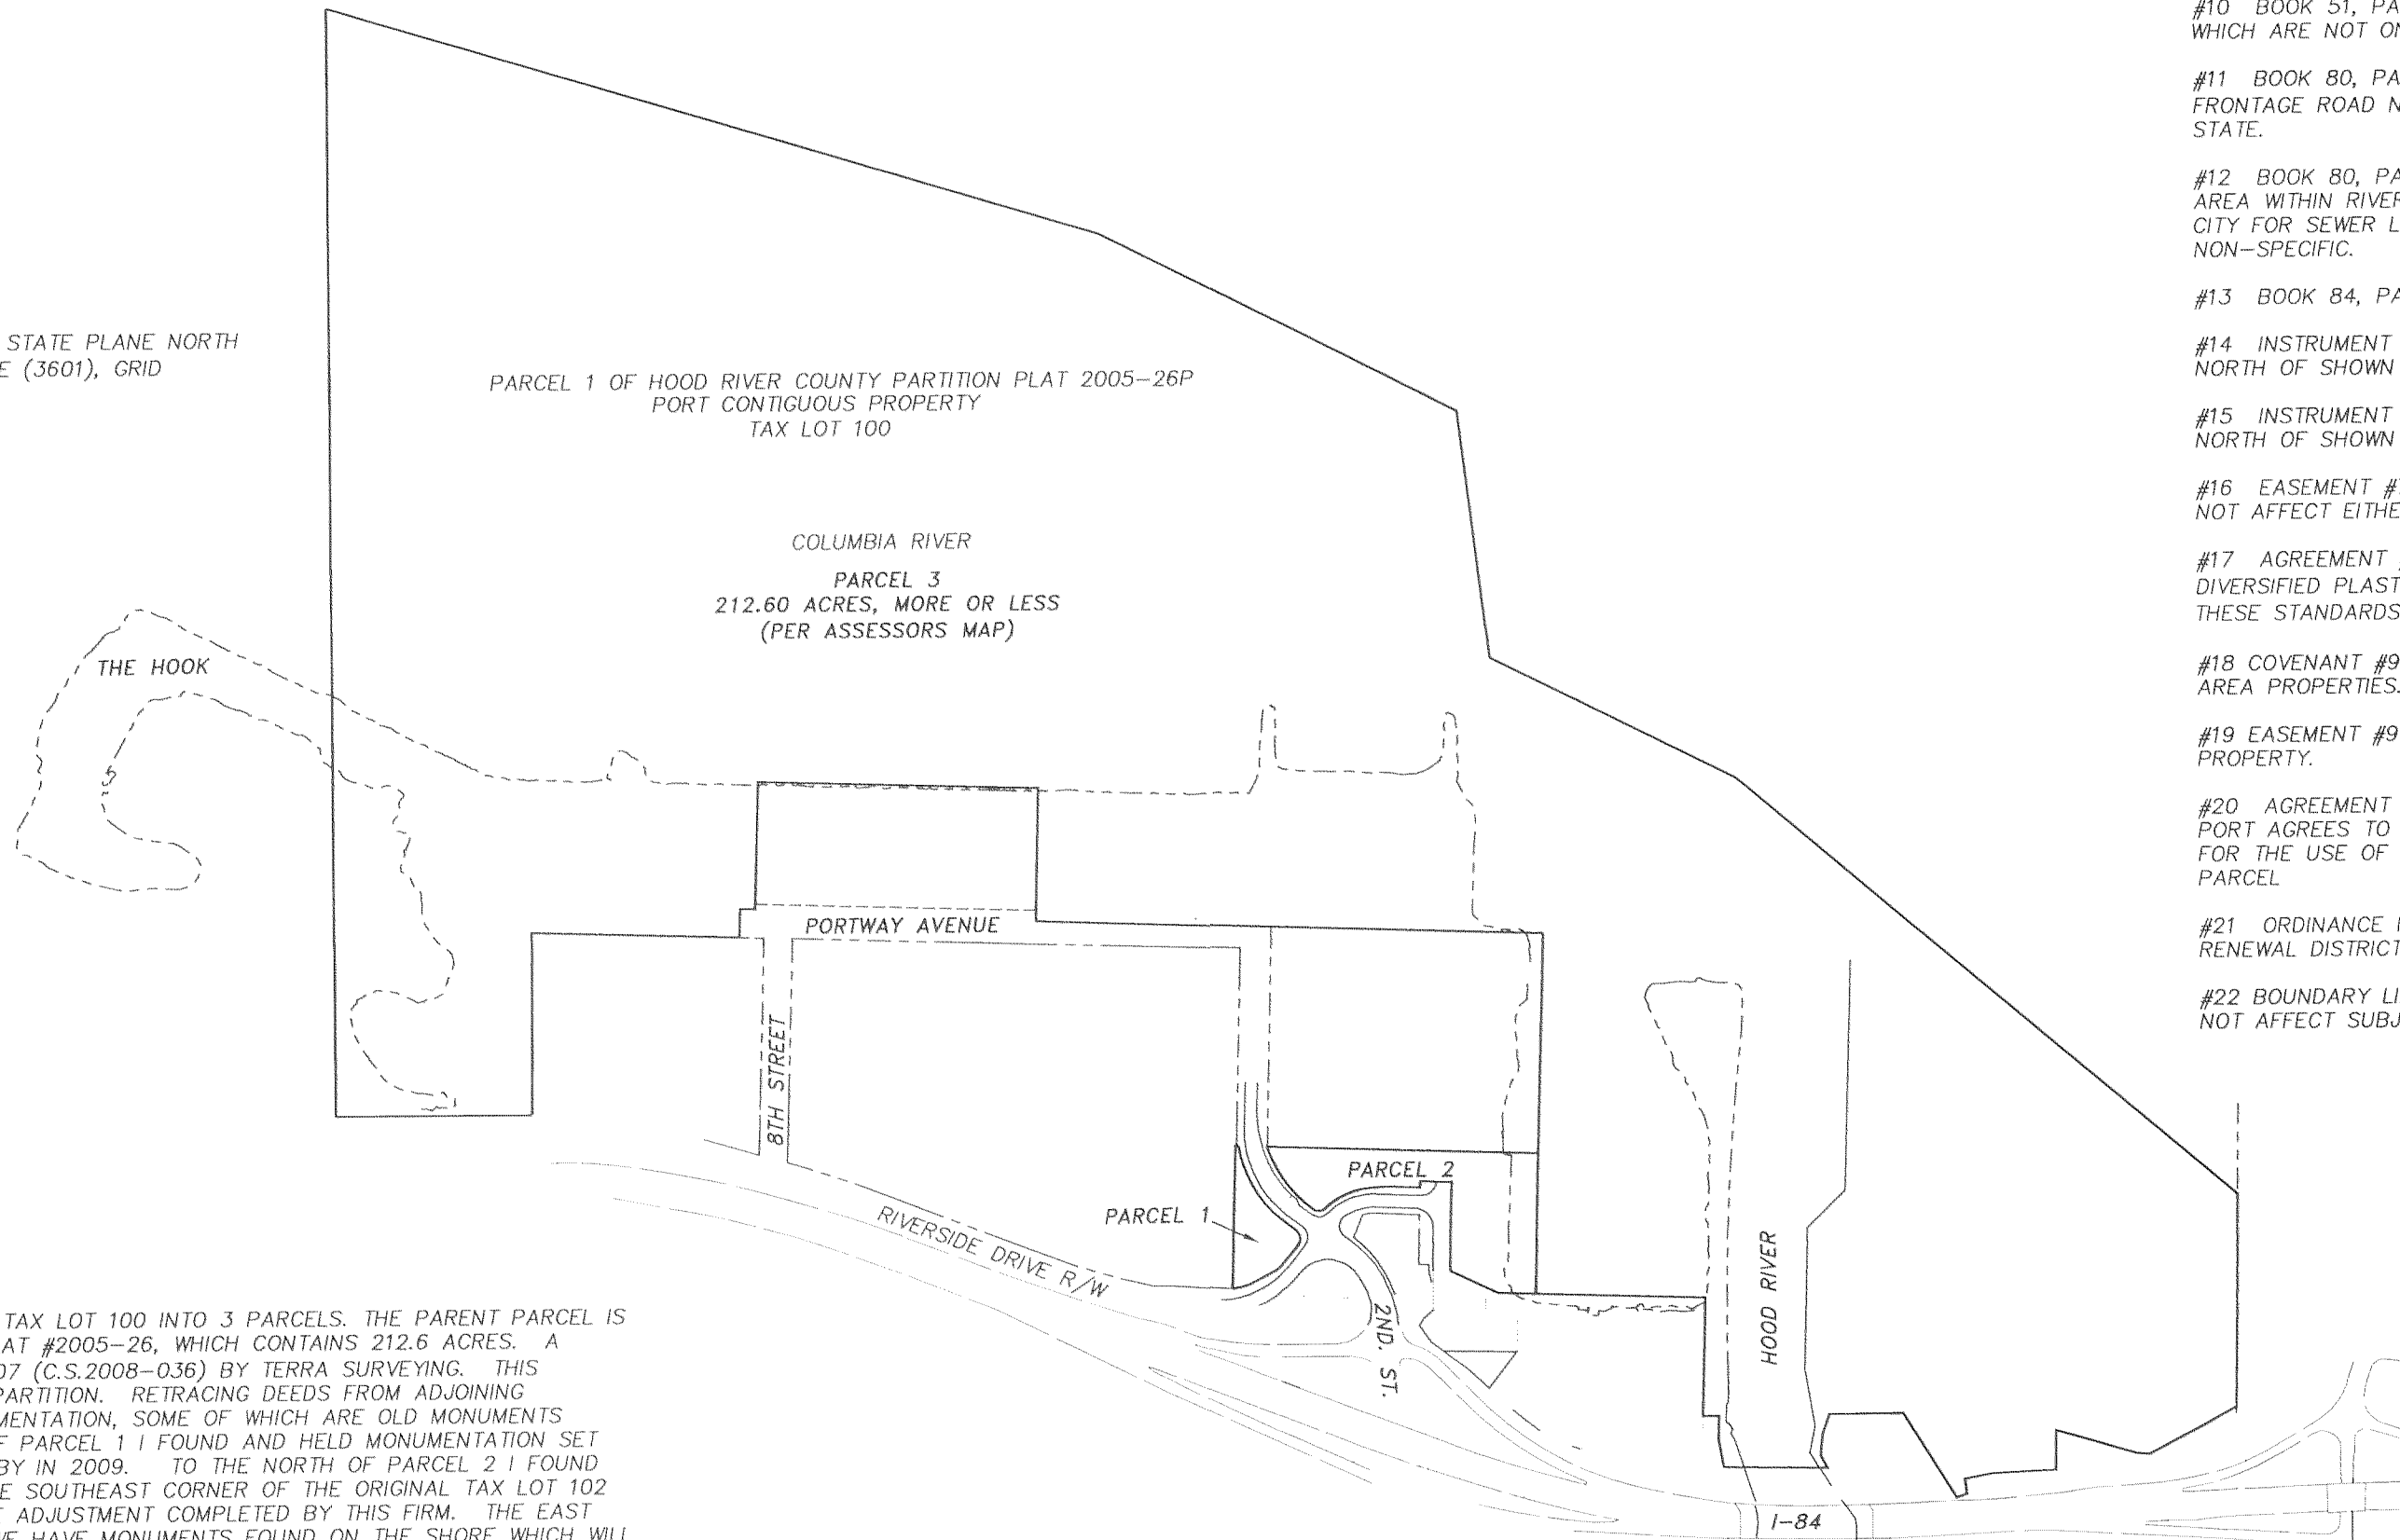 STATE PLANE NORTH
(3601), GRID
PARCEL 1 OF HOOD RIVER COUNTY PARTITION PLAT 2005-26P
PORT CONTIGUOUS PROPERTY
TAX LOT 100
COLUMBIA RIVER
PARCEL 3
212.60 ACRES, MORE OR LESS
(PER ASSESSORS MAP)
THE HOOK
PORTWAY AVENUE
8TH STREET
PARCEL 2
PARCEL 1
RIVERSIDE DRIVE R/W
2ND. ST.
HOOD RIVER
I-84
TAX LOT 100 INTO 3 PARCELS. THE PARENT PARCEL IS
AT #2005-26, WHICH CONTAINS 212.6 ACRES. A
07 (C.S.2008-036) BY TERRA SURVEYING. THIS
PARTITION. RETRACING DEEDS FROM ADJOINING
MENTATION, SOME OF WHICH ARE OLD MONUMENTS
F PARCEL 1 I FOUND AND HELD MONUMENTATION SET
BY IN 2009. TO THE NORTH OF PARCEL 2 I FOUND
E SOUTHEAST CORNER OF THE ORIGINAL TAX LOT 102
ADJUSTMENT COMPLETED BY THIS FIRM. THE EAST
WE HAVE MONUMENTS FOUND ON THE SHORE WHICH WILL
#10 BOOK 51, PA
WHICH ARE NOT ON
#11 BOOK 80, PA
FRONTAGE ROAD N
STATE.
#12 BOOK 80, PA
AREA WITHIN RIVER
CITY FOR SEWER L
NON-SPECIFIC.
#13 BOOK 84, PA
#14 INSTRUMENT
NORTH OF SHOWN
#15 INSTRUMENT
NORTH OF SHOWN
#16 EASEMENT #
NOT AFFECT EITHE
#17 AGREEMENT
DIVERSIFIED PLAST
THESE STANDARDS
#18 COVENANT #9
AREA PROPERTIES.
#19 EASEMENT #9
PROPERTY.
#20 AGREEMENT
PORT AGREES TO
FOR THE USE OF
PARCEL
#21 ORDINANCE
RENEWAL DISTRICT
#22 BOUNDARY LI
NOT AFFECT SUBJ